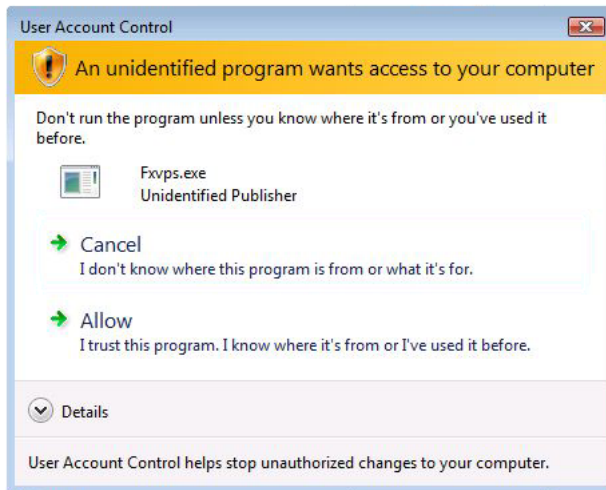 User Account Control
An unidentified program wants access to your computer
Don't run the program unless you know where it's from or you've used it
before.
Fxvps.exe
Unidentified Publisher
Cancel
I don't know where this program is from or what it's for.
Allow
I trust this program. I know where it's from or I've used it before.
Details
User Account Control helps stop unauthorized changes to your computer.